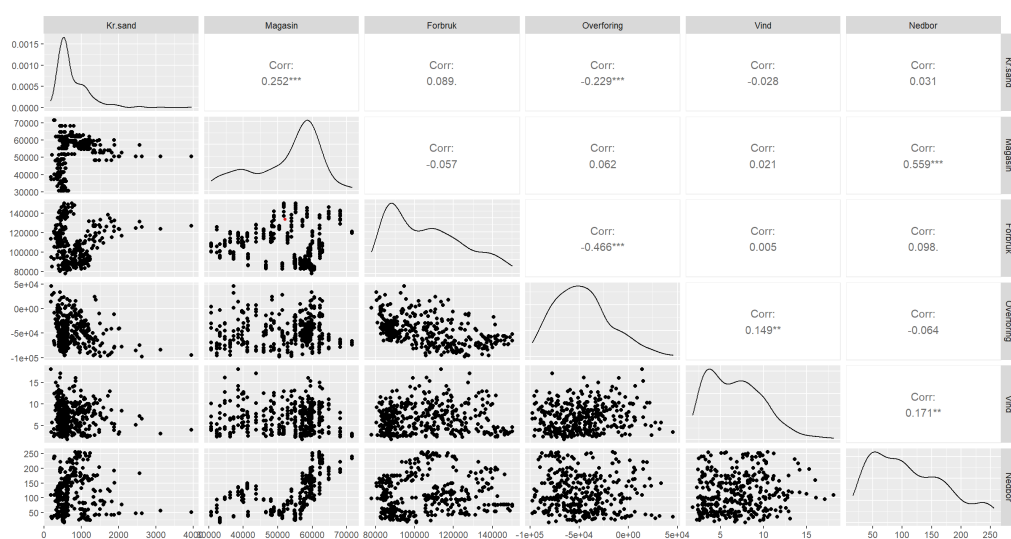 Kr.sand Magasin Forbruk Overforing Vind Nedbor
0.0015
0.0010
0.0005
0.0000
Corr:
0.252***
Corr:
0.089.
Corr:
-0.229***
Corr:
-0.028
Corr:
0.031
Kr.sand
70000
60000
50000
40000
30000
Corr:
-0.057
Corr:
0.062
Corr:
0.021
Corr:
0.559***
Magasin
140000
120000
100000
80000
Corr:
-0.466***
Corr:
0.005
Corr:
0.098.
Forbruk
5e+04
0e+00
-5e+04
-1e+05
Corr:
0.149**
Corr:
-0.064
Overforing
15
10
5
Corr:
0.171**
Vind
250
200
150
100
50
Nedbor
0 1000 2000 3000 4000
40000 50000 60000 70000
80000 100000 120000 140000
-1e+05 -5e+04 0e+00 5e+04
5 10 15
50 100 150 200 250